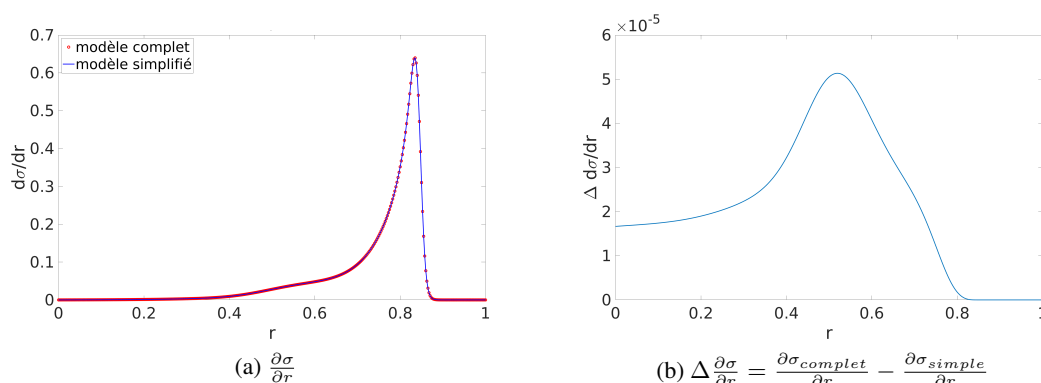 0.7
modèle complet
modèle simplifié
0.6
0.5
0.4
0.3
0.2
0.1
0
dσ/dr
0 0.2 0.4 0.6 0.8 1
r
(a) ∂σ/∂r
×10⁻⁵
6
5
4
3
2
1
0
Δ dσ/dr
0 0.2 0.4 0.6 0.8 1
r
(b) Δ ∂σ/∂r = ∂σ_complet/∂r − ∂σ_simple/∂r